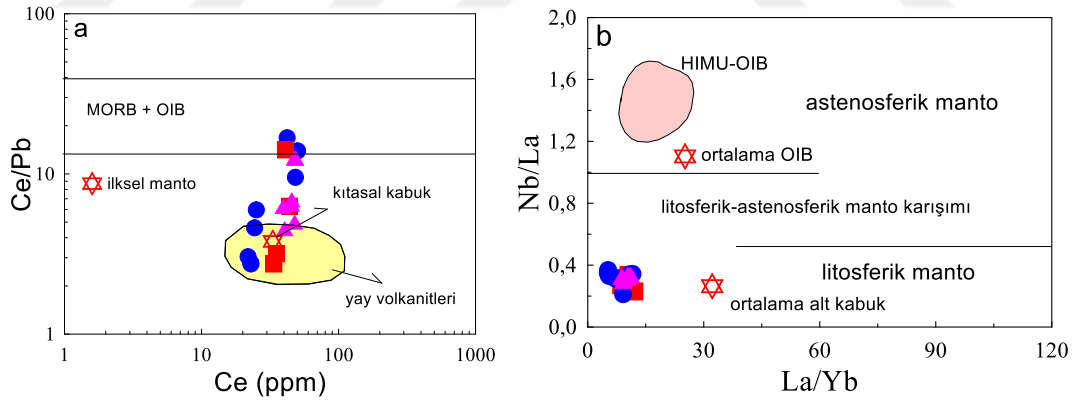 a
100
10
1
Ce/Pb
MORB + OIB
ilksel manto
kıtasal kabuk
yay volkanitleri
1
10
100
1000
Ce (ppm)
b
2,0
1,6
1,2
0,8
0,4
0,0
Nb/La
HIMU-OIB
astenosferik manto
ortalama OIB
litosferik-astenosferik manto karışımı
litosferik manto
ortalama alt kabuk
0
30
60
90
120
La/Yb